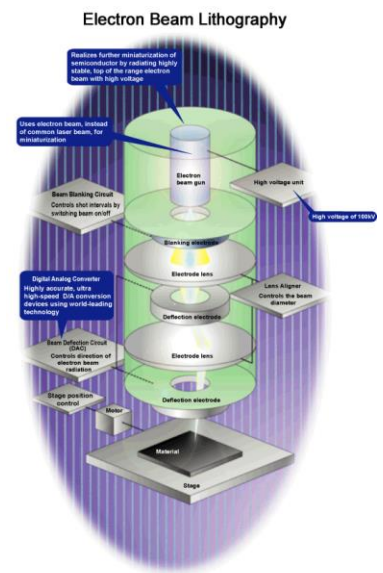 Electron Beam Lithography
Realizes further miniaturization of
semiconductor by radiating highly
stable, top of the range electron
beam with high voltage
Uses electron beam, instead
of common laser beam, for
miniaturization
Electron
beam gun
High voltage unit
High voltage of 100kV
Beam Blanking Circuit
Controls shot intervals by
switching beam on/off
Blanking electrode
Electrode lens
Digital Analog Converter
Highly accurate, ultra
high-speed D/A conversion
devices using world-leading
technology
Lens Aligner
Controls the beam
diameter
Deflection electrode
Beam Deflection Circuit
(DAC)
Controls direction of
electron beam
radiation
Electrode lens
Stage position
control
Deflection electrode
Motor
Material
Stage